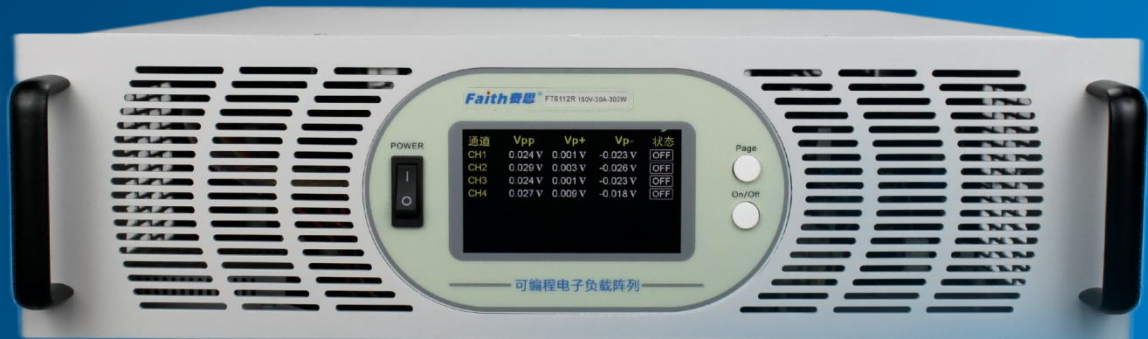 Faith费思® FT6112R 150V-30A-300W
POWER
通道 Vpp Vp+ Vp- 状态
CH1 0.024 V 0.001 V -0.023 V OFF
CH2 0.029 V 0.003 V -0.026 V OFF
CH3 0.024 V 0.001 V -0.023 V OFF
CH4 0.027 V 0.009 V -0.018 V OFF
Page
On/Off
可编程电子负载阵列